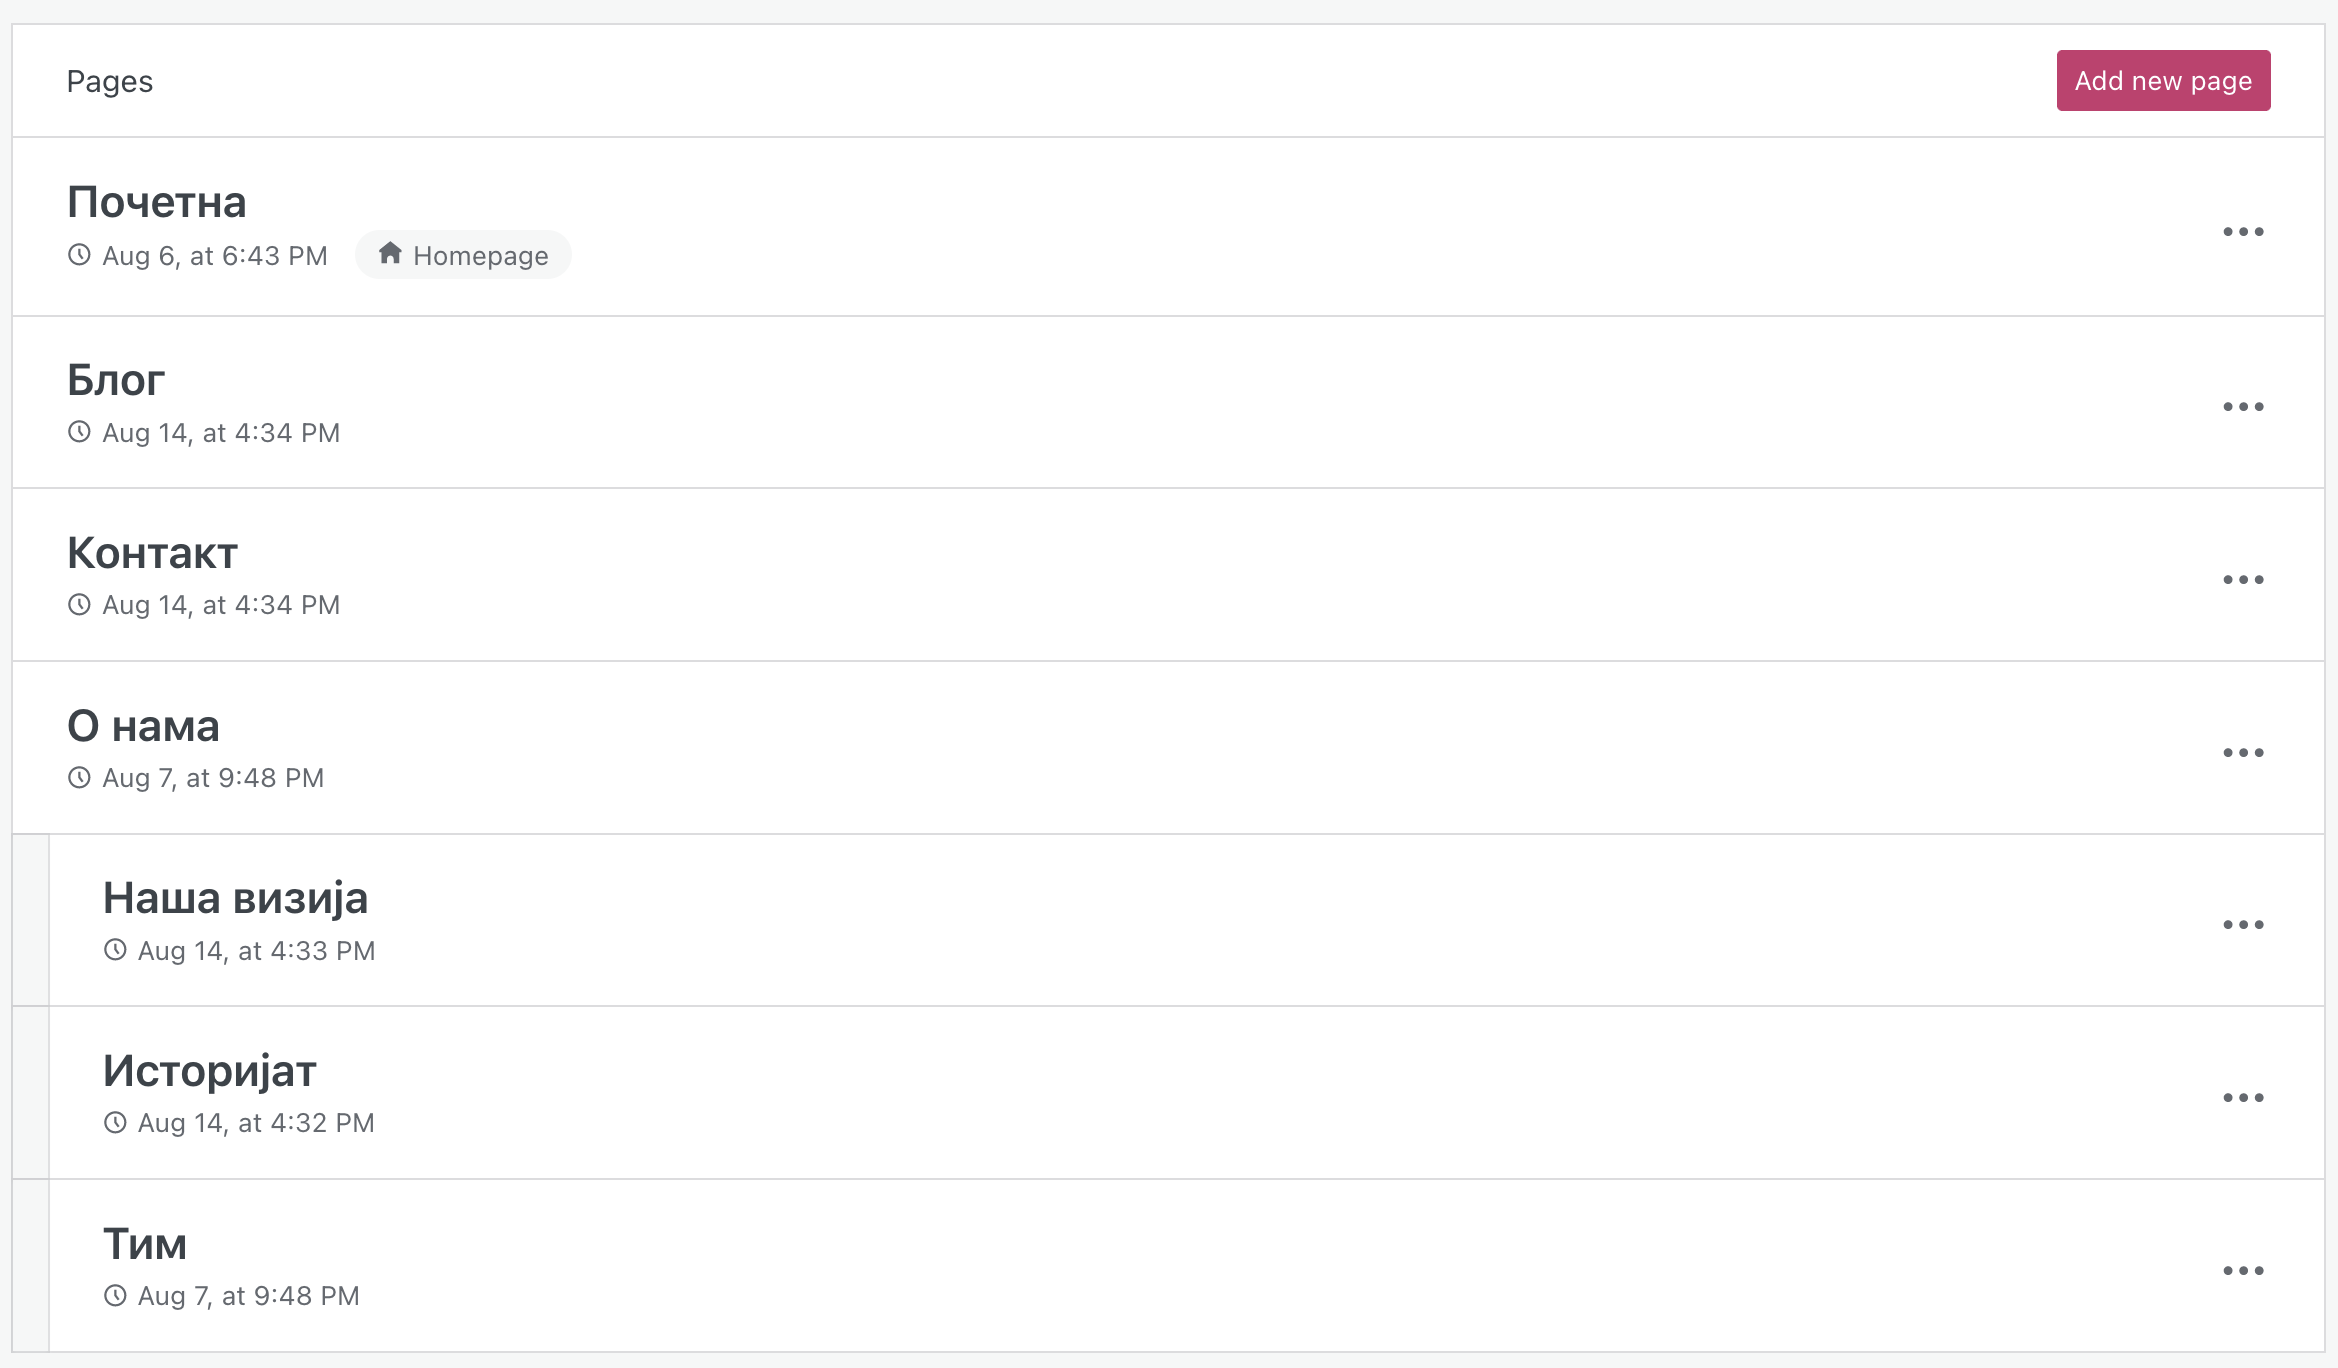 Pages
Add new page
Почетна
Aug 6, at 6:43 PM Homepage
Блог
Aug 14, at 4:34 PM
Контакт
Aug 14, at 4:34 PM
О нама
Aug 7, at 9:48 PM
Наша визија
Aug 14, at 4:33 PM
Историјат
Aug 14, at 4:32 PM
Тим
Aug 7, at 9:48 PM